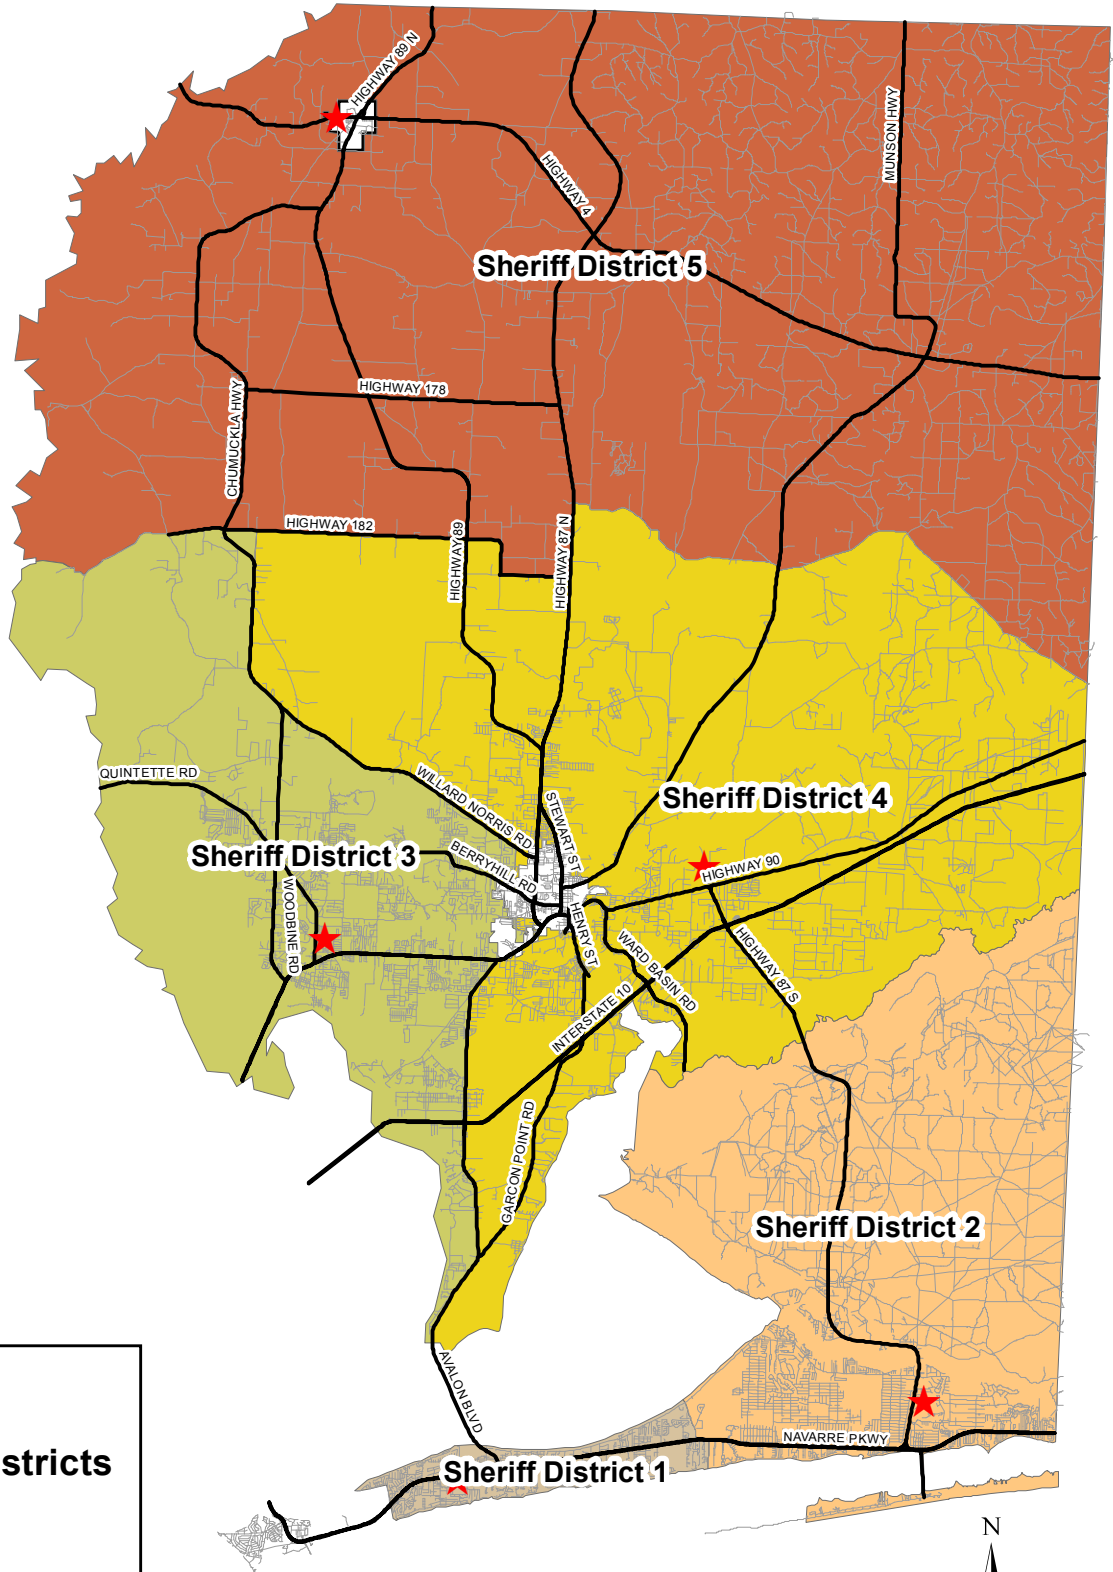 HIGHWAY 89 N
MUNSON HWY
HIGHWAY 4
Sheriff District 5
HIGHWAY 178
CHUMUCKLA HWY
HIGHWAY 182
HIGHWAY 89
HIGHWAY 87 N
QUINTETTE RD
WILLARD NORRIS RD
STEWART ST
Sheriff District 4
Sheriff District 3
BERRYHILL RD
HIGHWAY 90
WOODBINE RD
HENRY ST
WARD BASIN RD
HIGHWAY 87 S
INTERSTATE 10
GARCON POINT RD
Sheriff District 2
AVALON BLVD
NAVARRE PKWY
Sheriff District 1
stricts
N